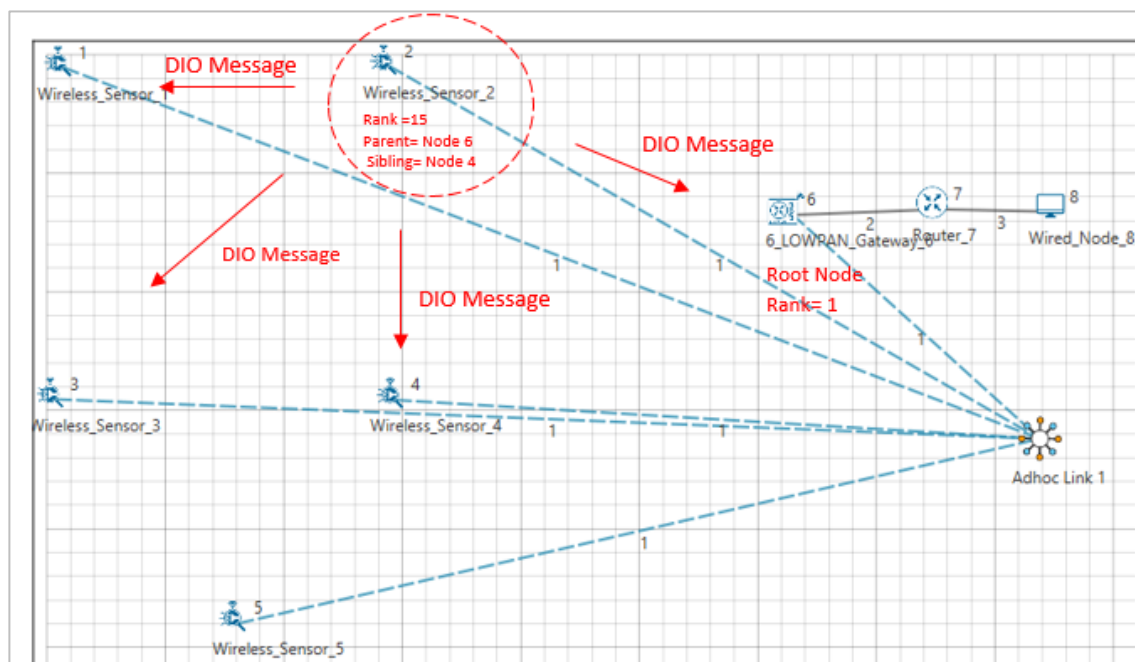 1
DIO Message
Wireless_Sensor_1
2
Wireless_Sensor_2
Rank =15
Parent= Node 6
Sibling= Node 4
DIO Message
6
7
8
2
3
6_LOWPAN_Gateway_6
Router_7
Wired_Node_8
DIO Message
1
1
Root Node
Rank= 1
DIO Message
1
3
Wireless_Sensor_3
4
Wireless_Sensor_4
1
1
Adhoc Link 1
1
5
Wireless_Sensor_5